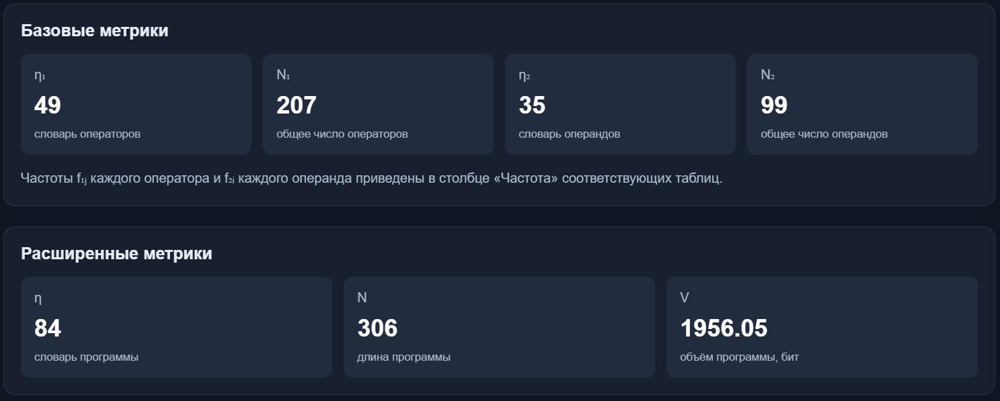 Базовые метрики
η₁
49
словарь операторов
N₁
207
общее число операторов
η₂
35
словарь операндов
N₂
99
общее число операндов
Частоты f₁ⱼ каждого оператора и f₂ᵢ каждого операнда приведены в столбце «Частота» соответствующих таблиц.
Расширенные метрики
η
84
словарь программы
N
306
длина программы
V
1956.05
объём программы, бит